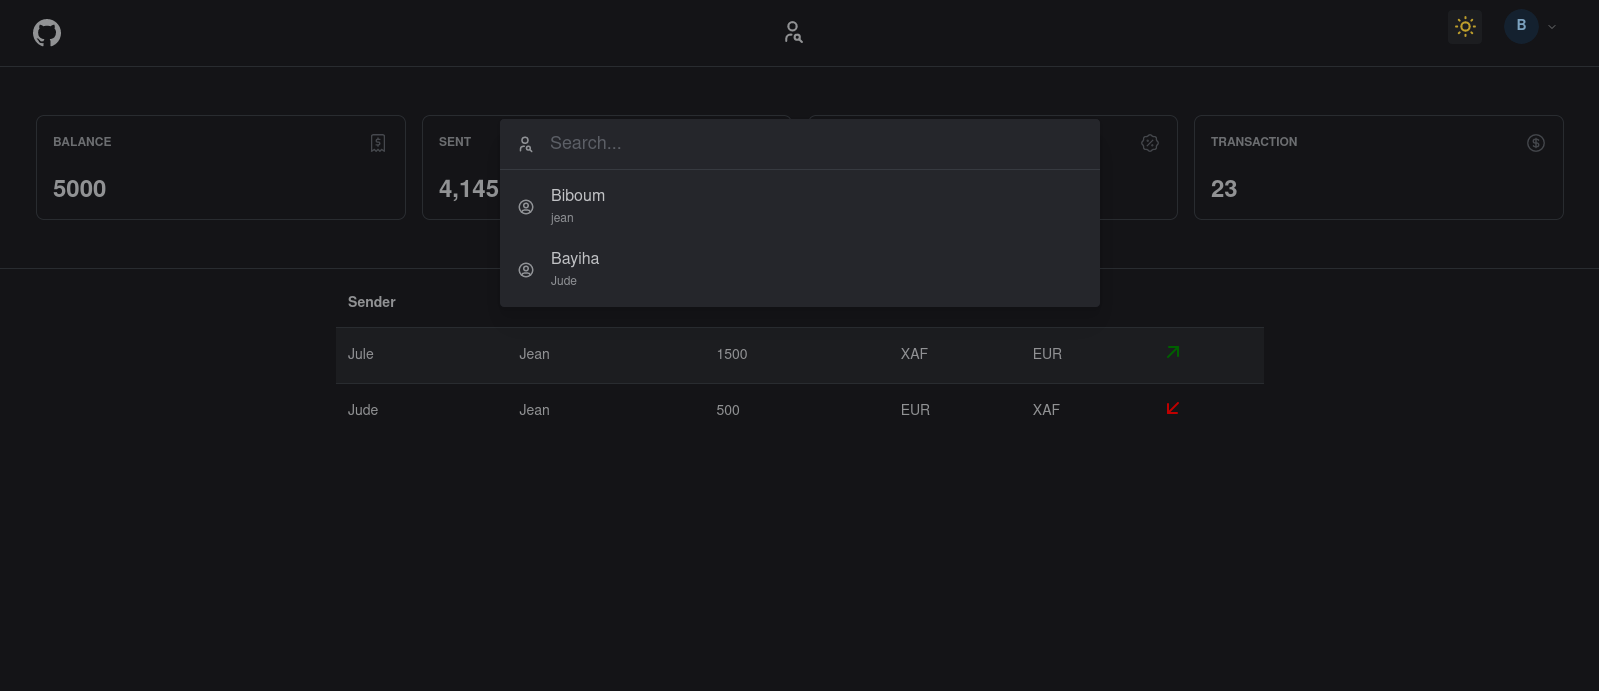 B
BALANCE
5000
SENT
4,145
TRANSACTION
23
Search...
Biboum
jean
Bayiha
Jude
Sender
Jule Jean 1500 XAF EUR
Jude Jean 500 EUR XAF